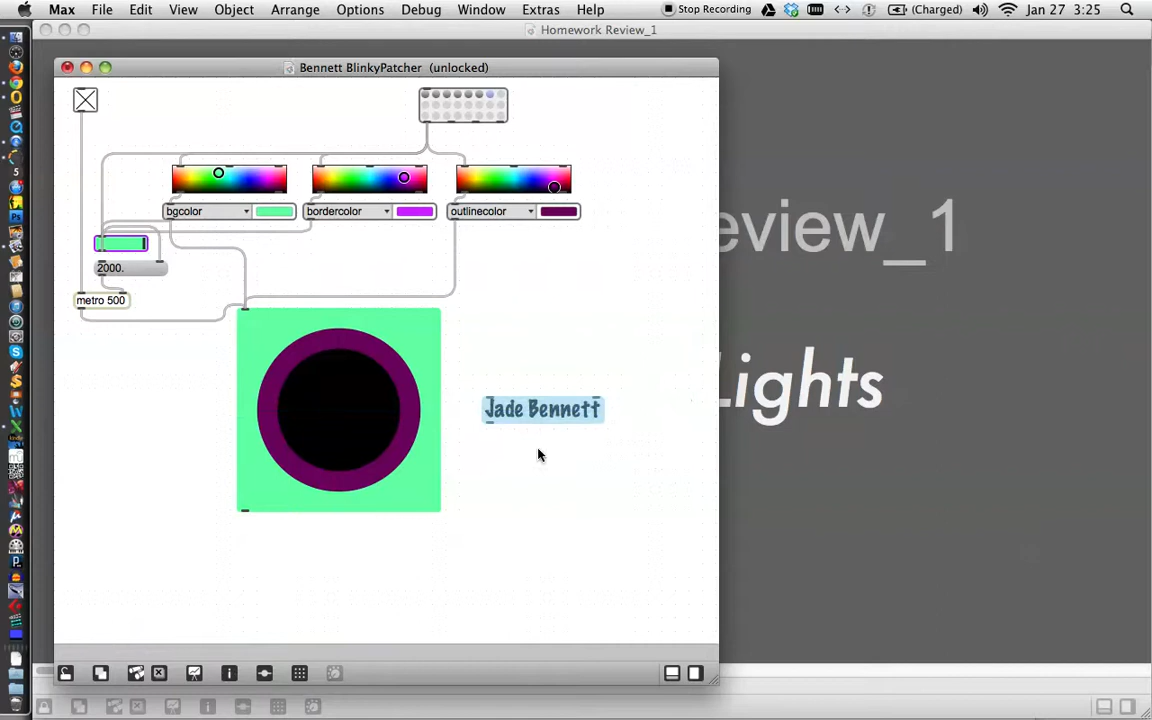 Max File Edit View Object Arrange Options Debug Window Extras Help Stop Recording (Charged) Jan 27 3:25
Homework Review_1
Bennett BlinkyPatcher (unlocked)
eview_1
bgcolor bordercolor outlinecolor
2000.
metro 500
Lights
Jade Bennett
5